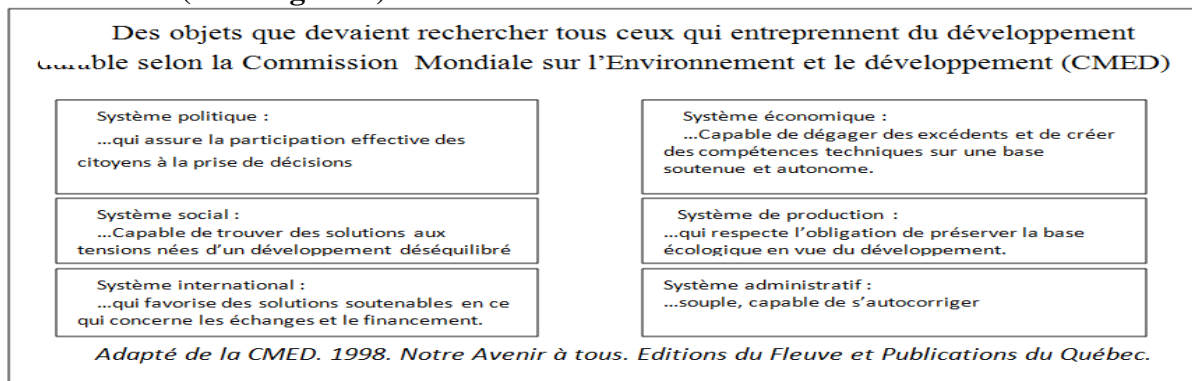 Des objets que devaient rechercher tous ceux qui entreprennent du développement
durable selon la Commission Mondiale sur l'Environnement et le développement (CMED)
Système politique :
...qui assure la participation effective des
citoyens à la prise de décisions
Système économique :
...Capable de dégager des excédents et de créer
des compétences techniques sur une base
soutenue et autonome.
Système social :
...Capable de trouver des solutions aux
tensions nées d'un développement déséquilibré
Système de production :
...qui respecte l'obligation de préserver la base
écologique en vue du développement.
Système international :
...qui favorise des solutions soutenables en ce
qui concerne les échanges et le financement.
Système administratif :
...souple, capable de s'autocorriger
Adapté de la CMED. 1998. Notre Avenir à tous. Editions du Fleuve et Publications du Québec.